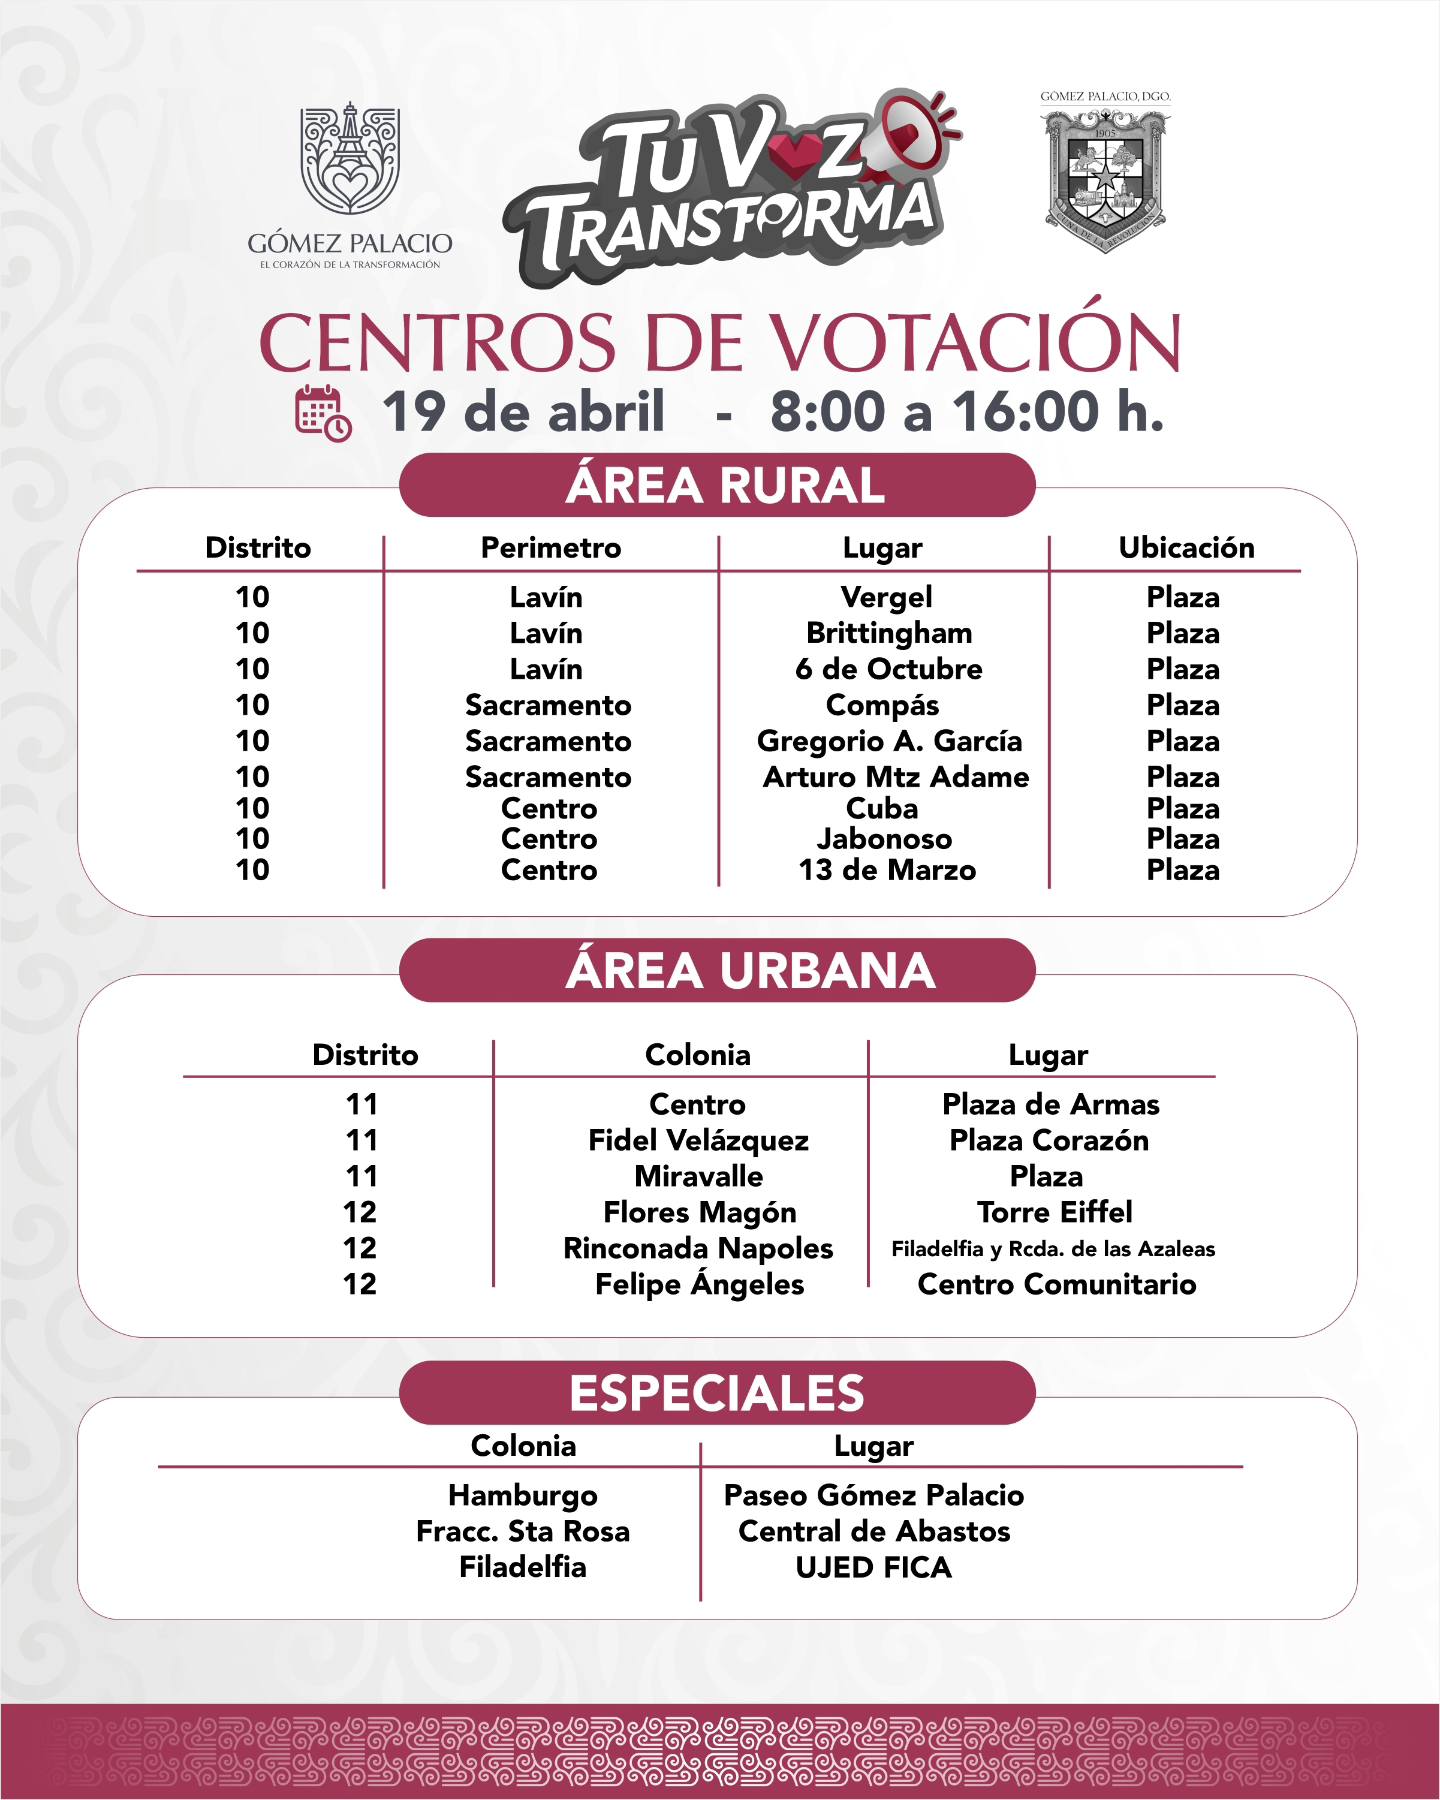 GÓMEZ PALACIO
EL CORAZÓN DE LA TRANSFORMACIÓN
TU VOZ
TRANSFORMA
GÓMEZ PALACIO, DGO.
1905
CUNA DE LA REVOLUCIÓN
CENTROS DE VOTACIÓN
19 de abril - 8:00 a 16:00 h.
ÁREA RURAL
Distrito Perimetro Lugar Ubicación
10 Lavín Vergel Plaza
10 Lavín Brittingham Plaza
10 Lavín 6 de Octubre Plaza
10 Sacramento Compás Plaza
10 Sacramento Gregorio A. García Plaza
10 Sacramento Arturo Mtz Adame Plaza
10 Centro Cuba Plaza
10 Centro Jabonoso Plaza
10 Centro 13 de Marzo Plaza
ÁREA URBANA
Distrito Colonia Lugar
11 Centro Plaza de Armas
11 Fidel Velázquez Plaza Corazón
11 Miravalle Plaza
12 Flores Magón Torre Eiffel
12 Rinconada Napoles Filadelfia y Rcda. de las Azaleas
12 Felipe Ángeles Centro Comunitario
ESPECIALES
Colonia Lugar
Hamburgo Paseo Gómez Palacio
Fracc. Sta Rosa Central de Abastos
Filadelfia UJED FICA